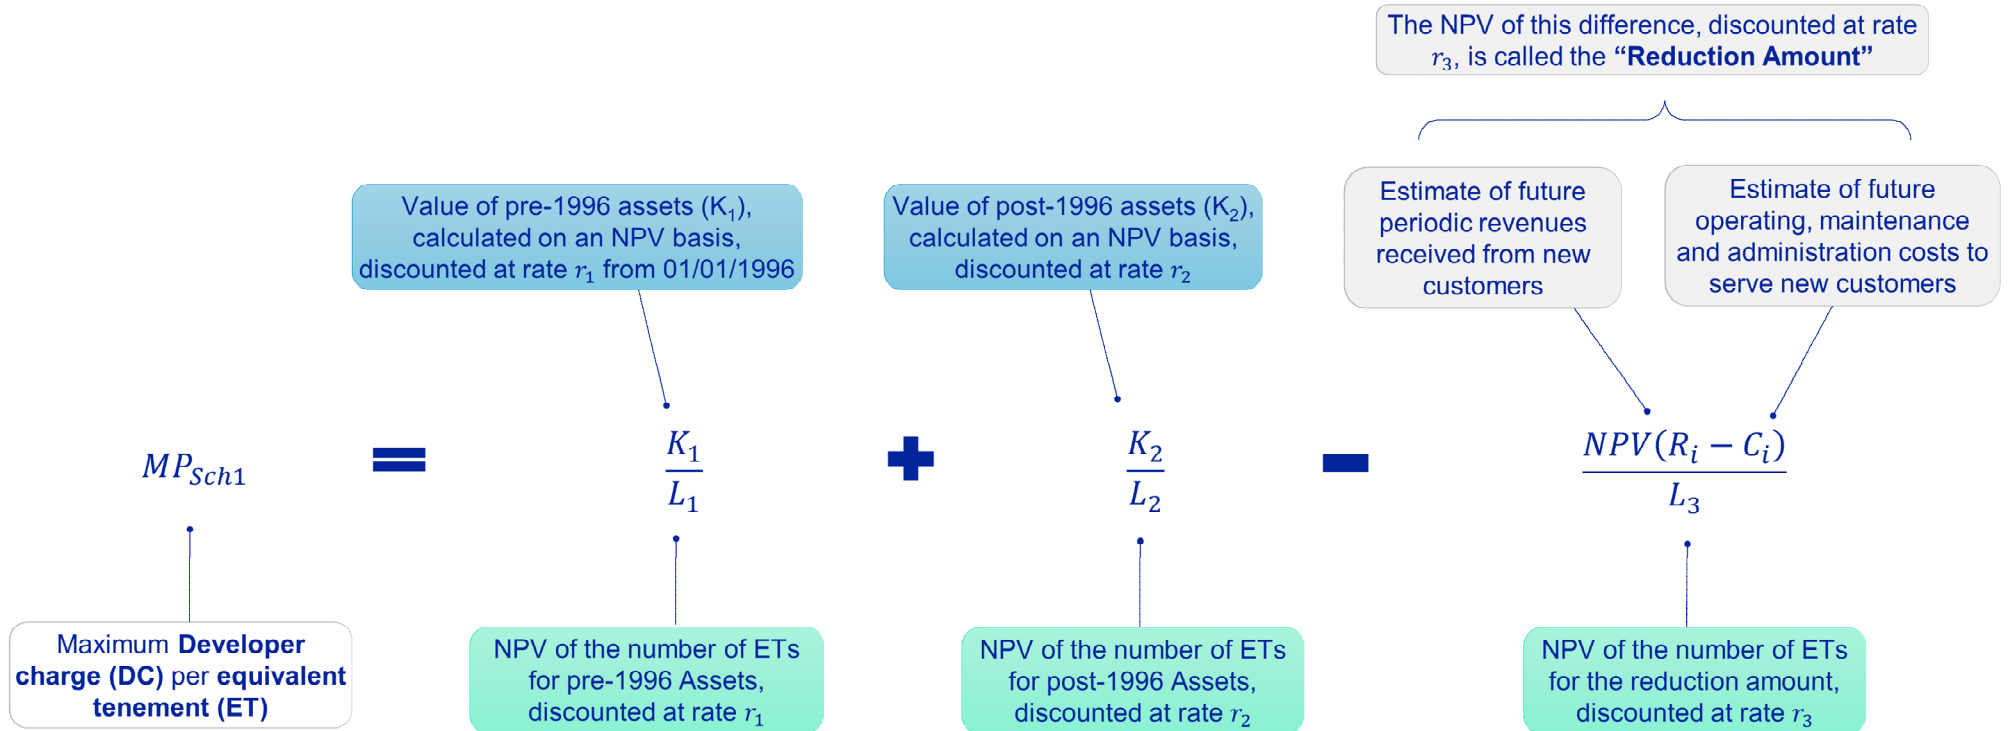 The NPV of this difference, discounted at rate
r₃, is called the “Reduction Amount”
Value of pre-1996 assets (K₁),
calculated on an NPV basis,
discounted at rate r₁ from 01/01/1996
Value of post-1996 assets (K₂),
calculated on an NPV basis,
discounted at rate r₂
Estimate of future
periodic revenues
received from new
customers
Estimate of future
operating, maintenance
and administration costs to
serve new customers
MP_Sch1
=
K₁
L₁
+
K₂
L₂
−
NPV(Rᵢ − Cᵢ)
L₃
Maximum Developer
charge (DC) per equivalent
tenement (ET)
NPV of the number of ETs
for pre-1996 Assets,
discounted at rate r₁
NPV of the number of ETs
for post-1996 Assets,
discounted at rate r₂
NPV of the number of ETs
for the reduction amount,
discounted at rate r₃